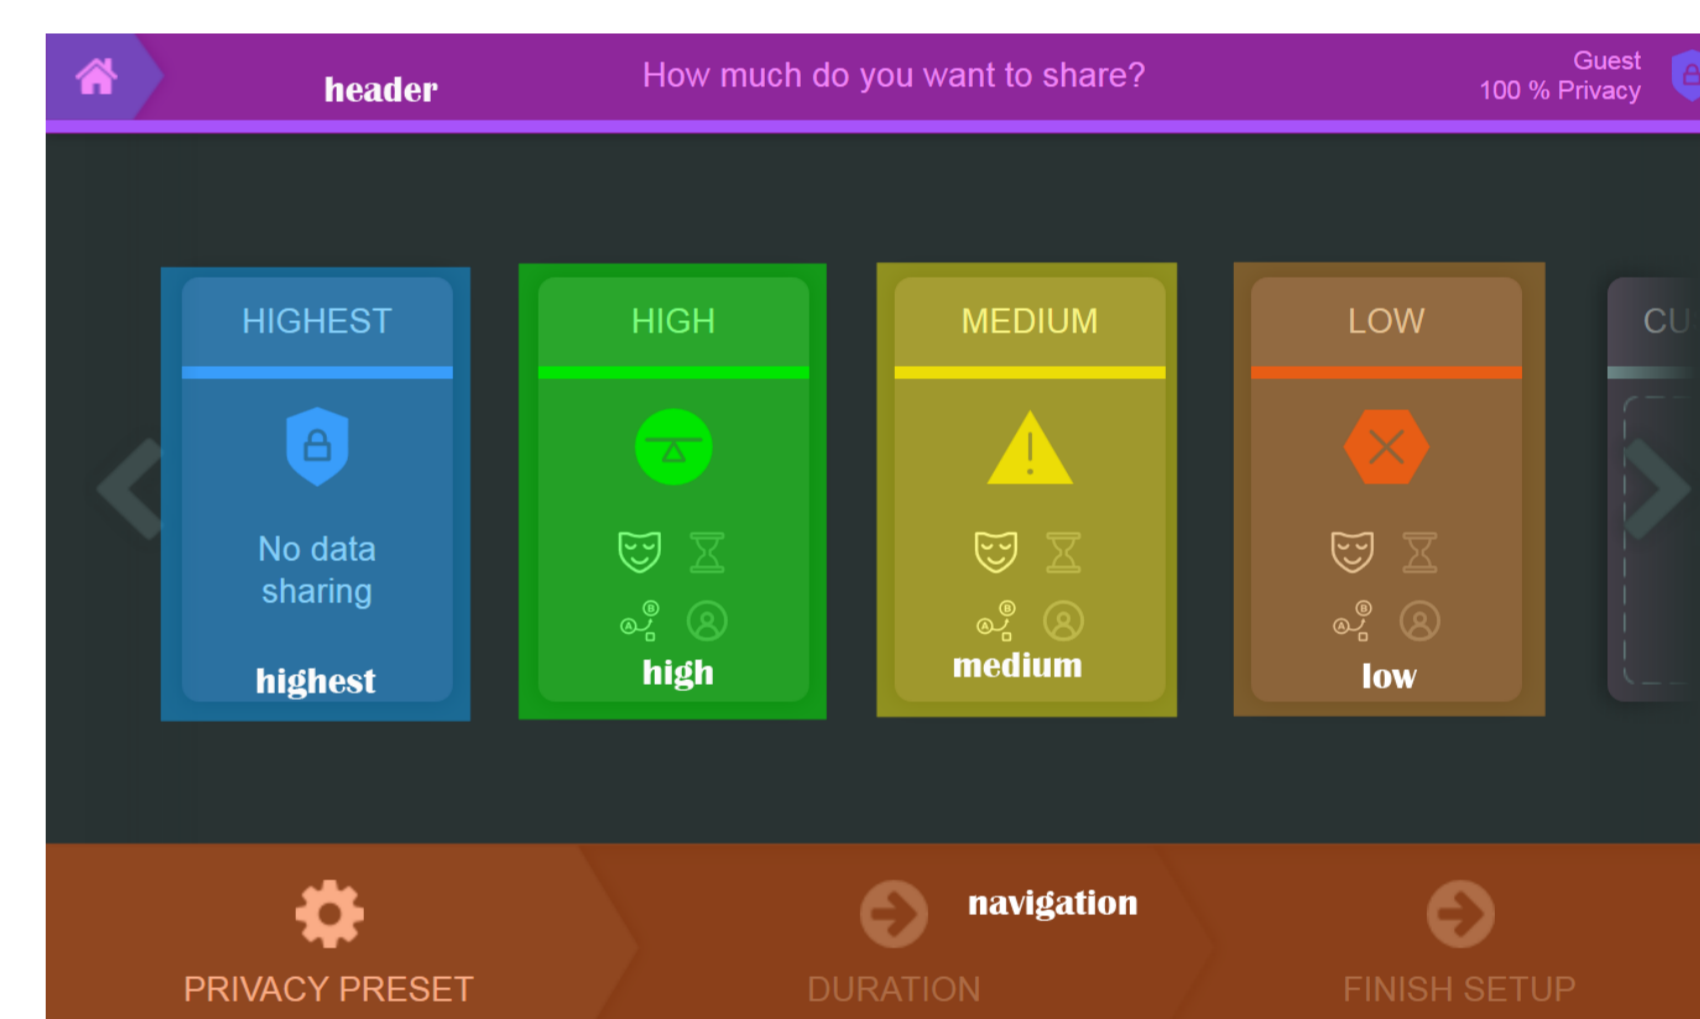 header
How much do you want to share?
Guest
100 % Privacy
HIGHEST
HIGH
MEDIUM
LOW
CU
No data
sharing
B
A
B
A
B
A
highest
high
medium
low
navigation
PRIVACY PRESET
DURATION
FINISH SETUP